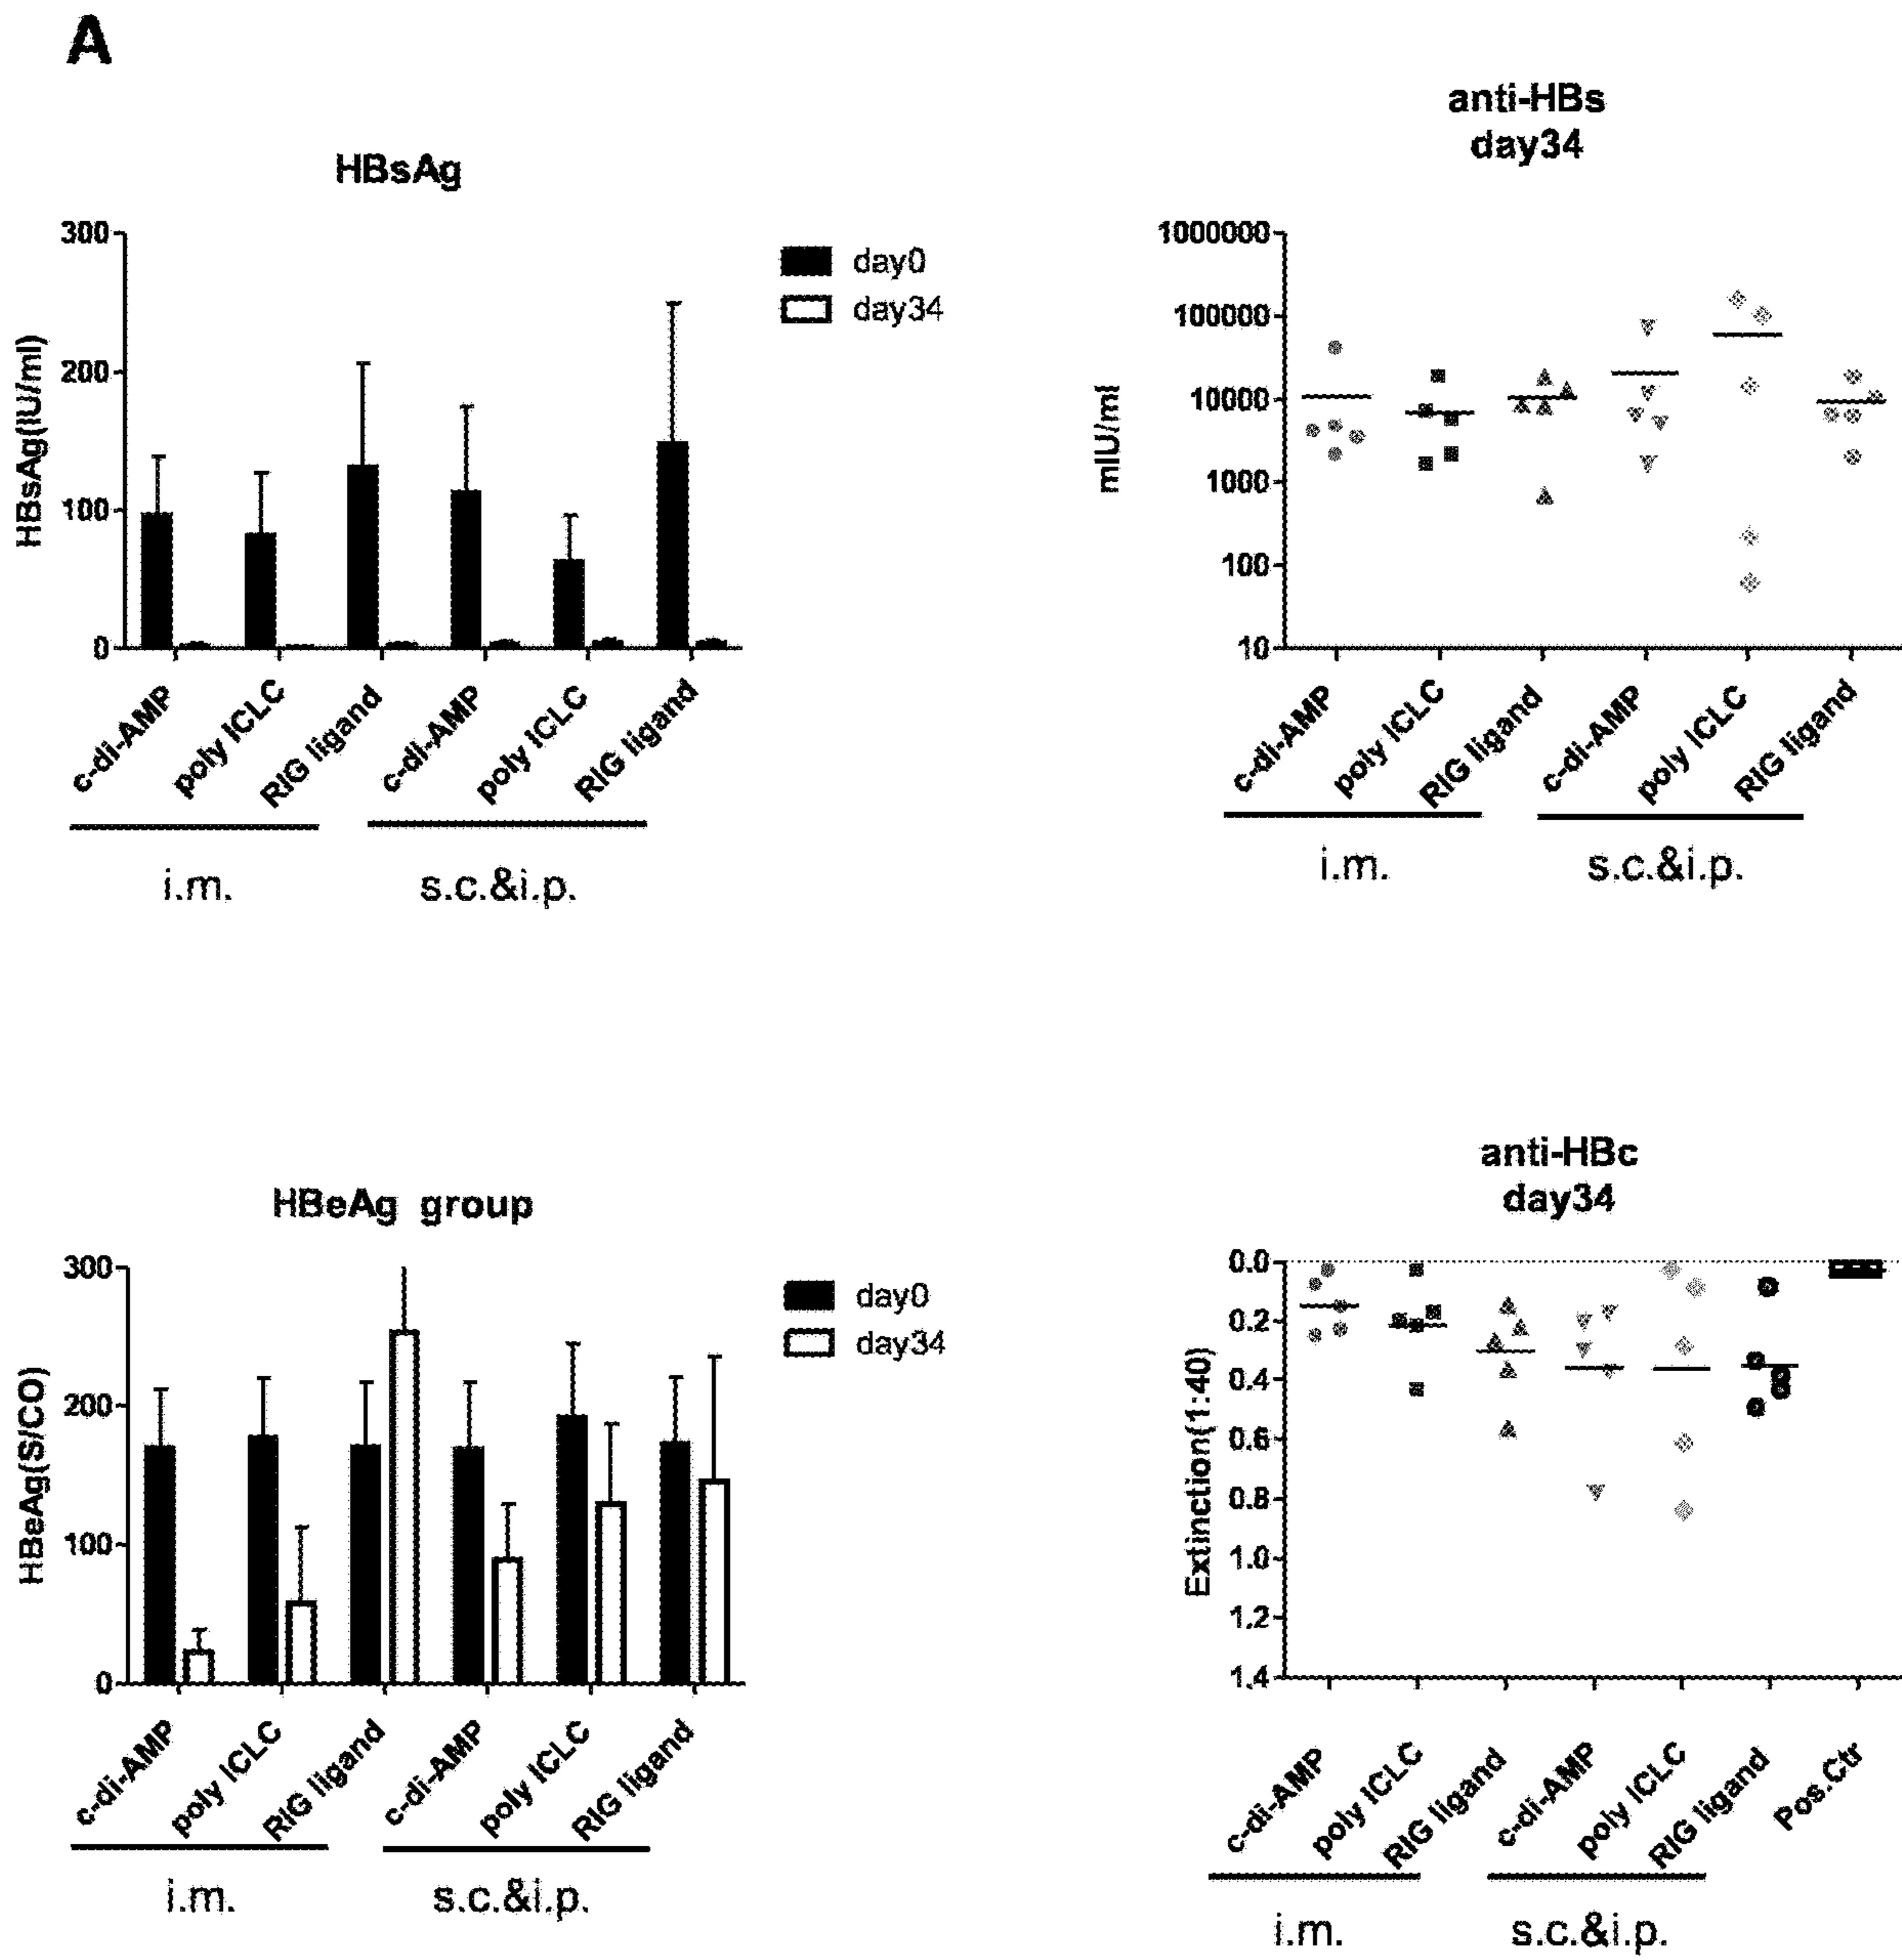 A
HBsAg
300
200
100
0
HBsAg(IU/ml)
day0
day34
c-di-AMP
poly ICLC
RIG ligand
c-di-AMP
poly ICLC
RIG ligand
i.m.
s.c.&i.p.
anti-HBs
day34
1000000
100000
10000
1000
100
10
mIU/ml
c-di-AMP
poly ICLC
RIG ligand
c-di-AMP
poly ICLC
RIG ligand
i.m.
s.c.&i.p.
HBeAg group
300
200
100
0
HBeAg(S/CO)
day0
day34
c-di-AMP
poly ICLC
RIG ligand
c-di-AMP
poly ICLC
RIG ligand
i.m.
s.c.&i.p.
anti-HBc
day34
0.0
0.2
0.4
0.6
0.8
1.0
1.2
1.4
Extinction(1:40)
c-di-AMP
poly ICLC
RIG ligand
c-di-AMP
poly ICLC
RIG ligand
Pos.Ctr
i.m.
s.c.&i.p.